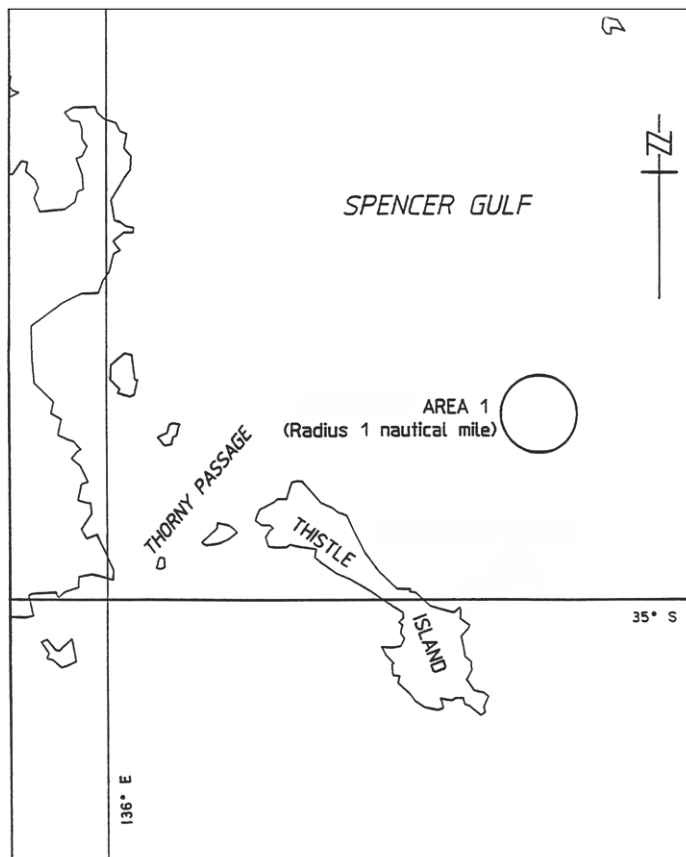 SPENCER GULF
AREA 1
(Radius 1 nautical mile)
THORNY PASSAGE
THISTLE
ISLAND
35° S
136° E
N